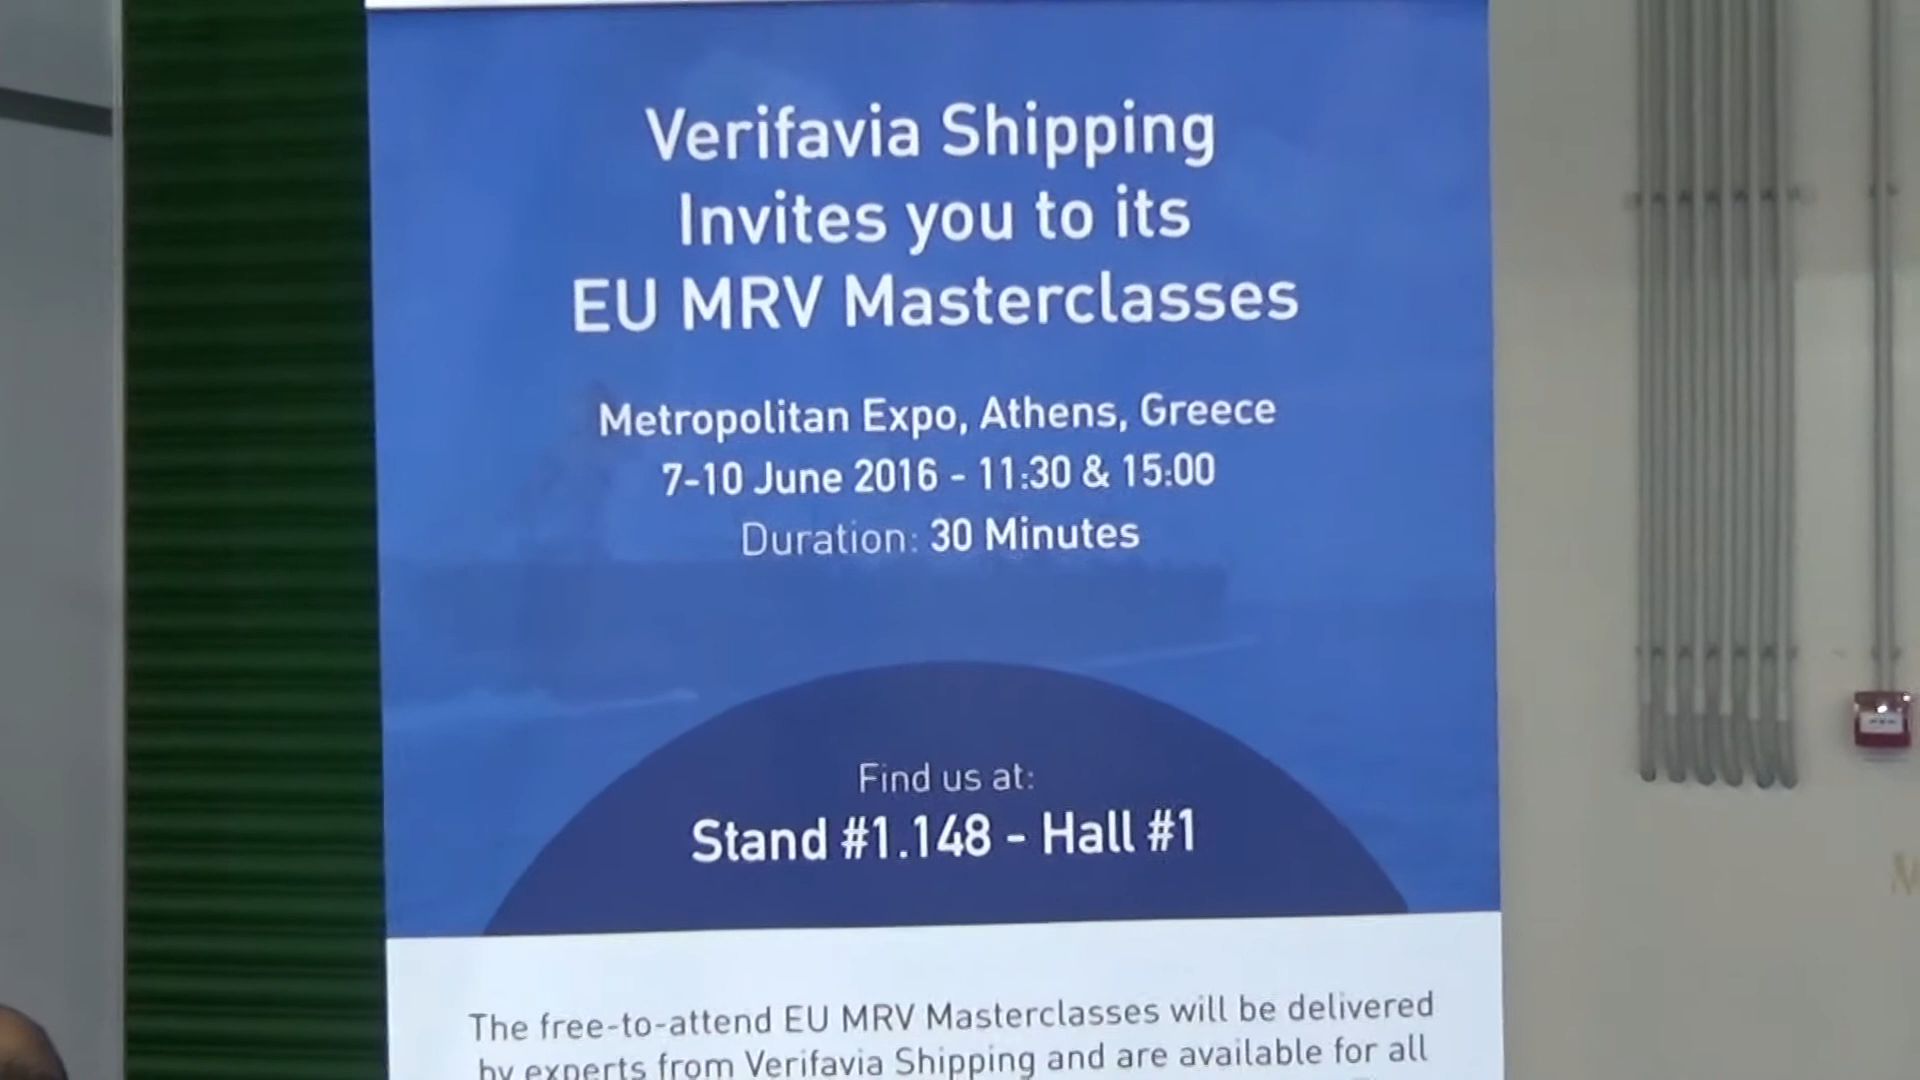 Verifavia Shipping
Invites you to its
EU MRV Masterclasses
Metropolitan Expo, Athens, Greece
7-10 June 2016 - 11:30 & 15:00
Duration: 30 Minutes
Find us at:
Stand #1.148 - Hall #1
The free-to-attend EU MRV Masterclasses will be delivered
by experts from Verifavia Shipping and are available for all